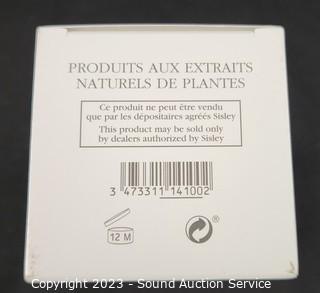 PRODUITS AUX EXTRAITS
NATURELS DE PLANTES
Ce produit ne peut être vendu
que par les dépositaires agréés Sisley
This product may be sold only
by dealers authorized by Sisley
3 473311 141002
12 M
®
Copyright 2023 - Sound Auction Service